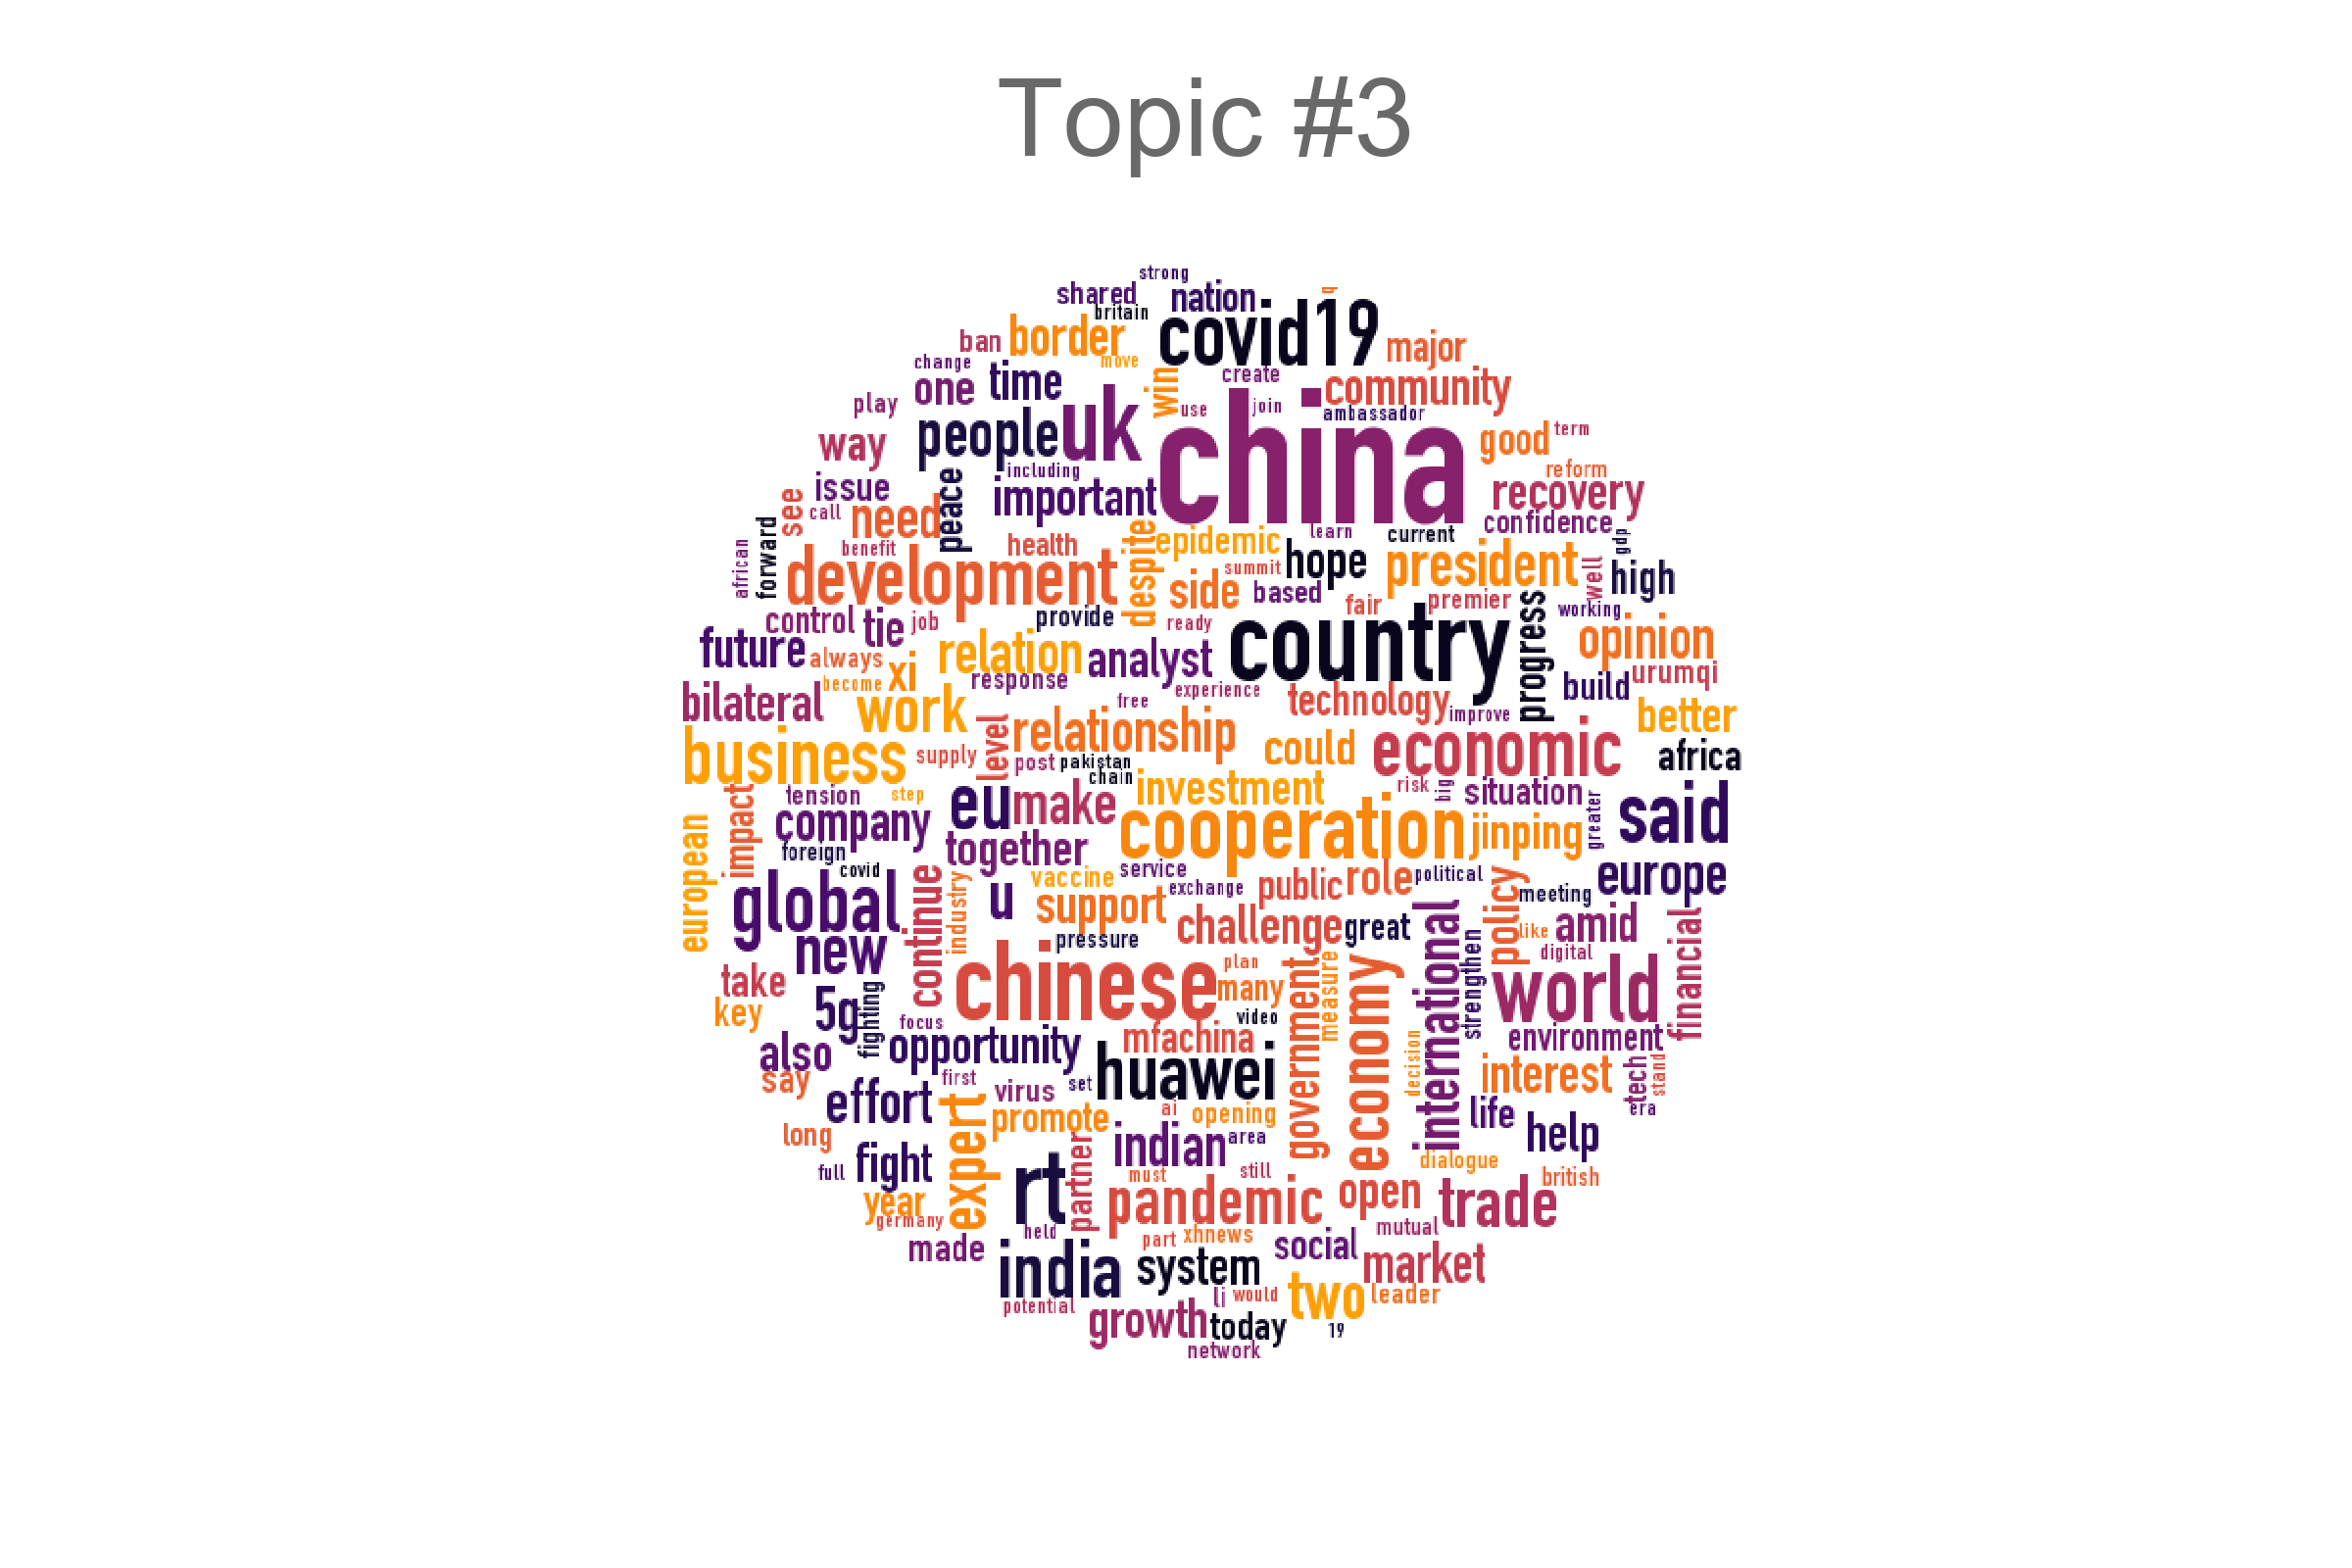 Topic #3
strong
shared
nation
q
britain
covid19
border
ban
major
change
move
time
one
win
create
community
play
people
uk
use
join
ambassador
china
way
good
term
including
reform
issue
important
peace
recovery
see
call
need
despite
confidence
forward
african
benefit
health
epidemic
learn
current
gdp
development
summit
hope
president
well
high
side
based
control
tie
job
provide
fair
premier
working
ready
country
progress
future
always
relation
analyst
opinion
become
xi
response
experience
urumqi
bilateral
work
free
technology
improve
build
better
business
supply
level
relationship
could
economic
africa
post
pakistan
chain
tension
step
investment
risk
big
situation
impact
company
eu
make
cooperation
jinping
greater
said
european
foreign
covid
together
service
political
europe
vaccine
exchange
public
role
meeting
global
continue
industry
u
support
challenge
great
policy
like
amid
new
pressure
international
strengthen
digital
financial
take
chinese
plan
government
measure
economy
world
key
5g
fighting
focus
many
video
also
opportunity
mfachina
environment
say
first
virus
set
huawei
decision
interest
tech
stand
effort
expert
promote
ai
opening
life
era
long
indian
area
help
full
fight
partner
must
still
dialogue
british
year
rt
pandemic
open
trade
germany
held
part
xhnews
mutual
made
social
india
system
market
potential
li
would
two
leader
growth
today
19
network